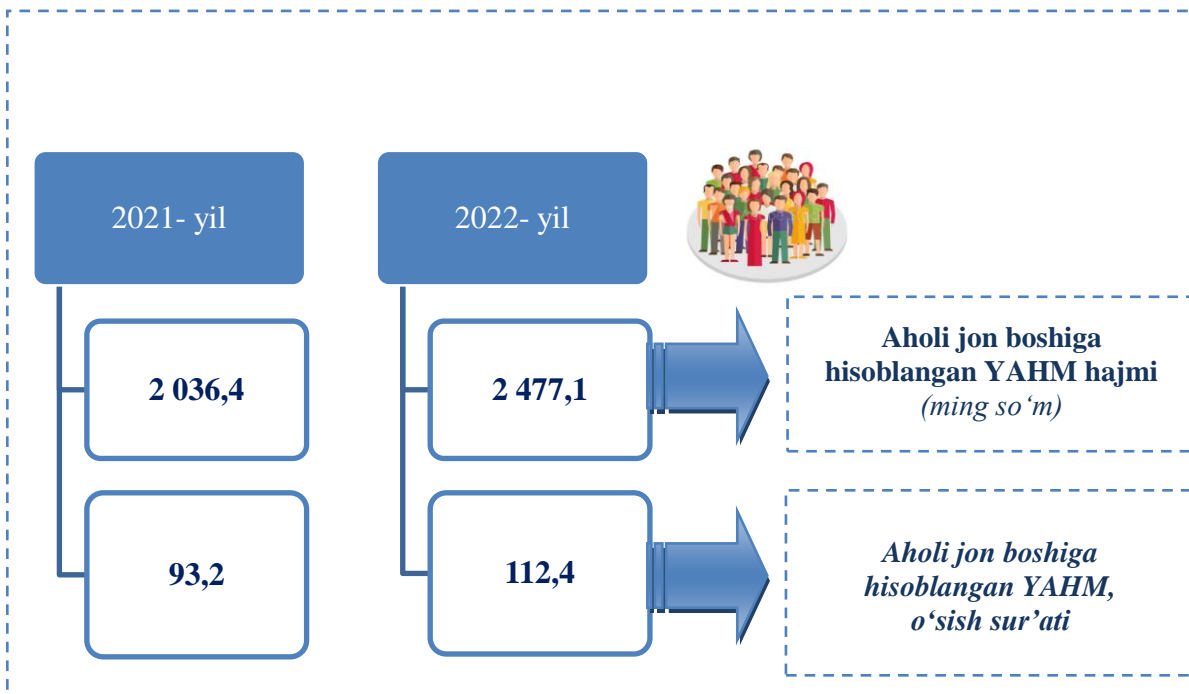 2021- yil
2022- yil
2 036,4
2 477,1
Aholi jon boshiga
hisoblangan YAHM hajmi
(ming so‘m)
93,2
112,4
Aholi jon boshiga
hisoblangan YAHM,
o‘sish sur’ati